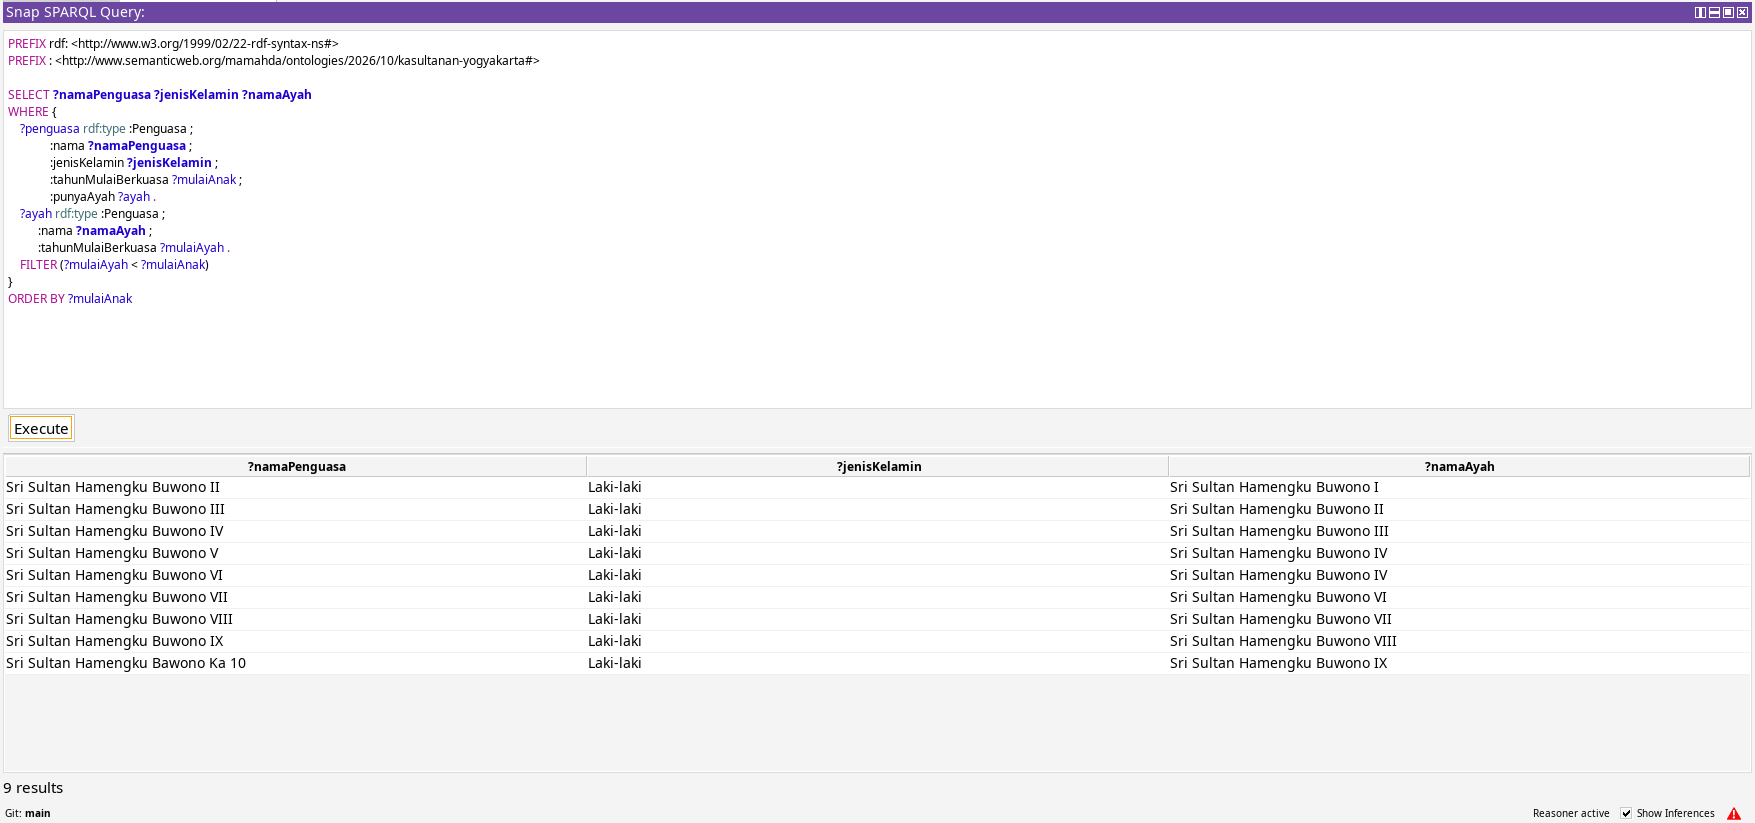 Snap SPARQL Query:
PREFIX rdf: <http://www.w3.org/1999/02/22-rdf-syntax-ns#>
PREFIX : <http://www.semanticweb.org/mamahda/ontologies/2026/10/kasultanan-yogyakarta#>
SELECT ?namaPenguasa ?jenisKelamin ?namaAyah
WHERE {
?penguasa rdf:type :Penguasa ;
:nama ?namaPenguasa ;
:jenisKelamin ?jenisKelamin ;
:tahunMulaiBerkuasa ?mulaiAnak ;
:punyaAyah ?ayah .
?ayah rdf:type :Penguasa ;
:nama ?namaAyah ;
:tahunMulaiBerkuasa ?mulaiAyah .
FILTER (?mulaiAyah < ?mulaiAnak)
}
ORDER BY ?mulaiAnak
Execute
?namaPenguasa ?jenisKelamin ?namaAyah
Sri Sultan Hamengku Buwono II Laki-laki Sri Sultan Hamengku Buwono I
Sri Sultan Hamengku Buwono III Laki-laki Sri Sultan Hamengku Buwono II
Sri Sultan Hamengku Buwono IV Laki-laki Sri Sultan Hamengku Buwono III
Sri Sultan Hamengku Buwono V Laki-laki Sri Sultan Hamengku Buwono IV
Sri Sultan Hamengku Buwono VI Laki-laki Sri Sultan Hamengku Buwono IV
Sri Sultan Hamengku Buwono VII Laki-laki Sri Sultan Hamengku Buwono VI
Sri Sultan Hamengku Buwono VIII Laki-laki Sri Sultan Hamengku Buwono VII
Sri Sultan Hamengku Buwono IX Laki-laki Sri Sultan Hamengku Buwono VIII
Sri Sultan Hamengku Bawono Ka 10 Laki-laki Sri Sultan Hamengku Buwono IX
9 results
Git: main Reasoner active Show Inferences